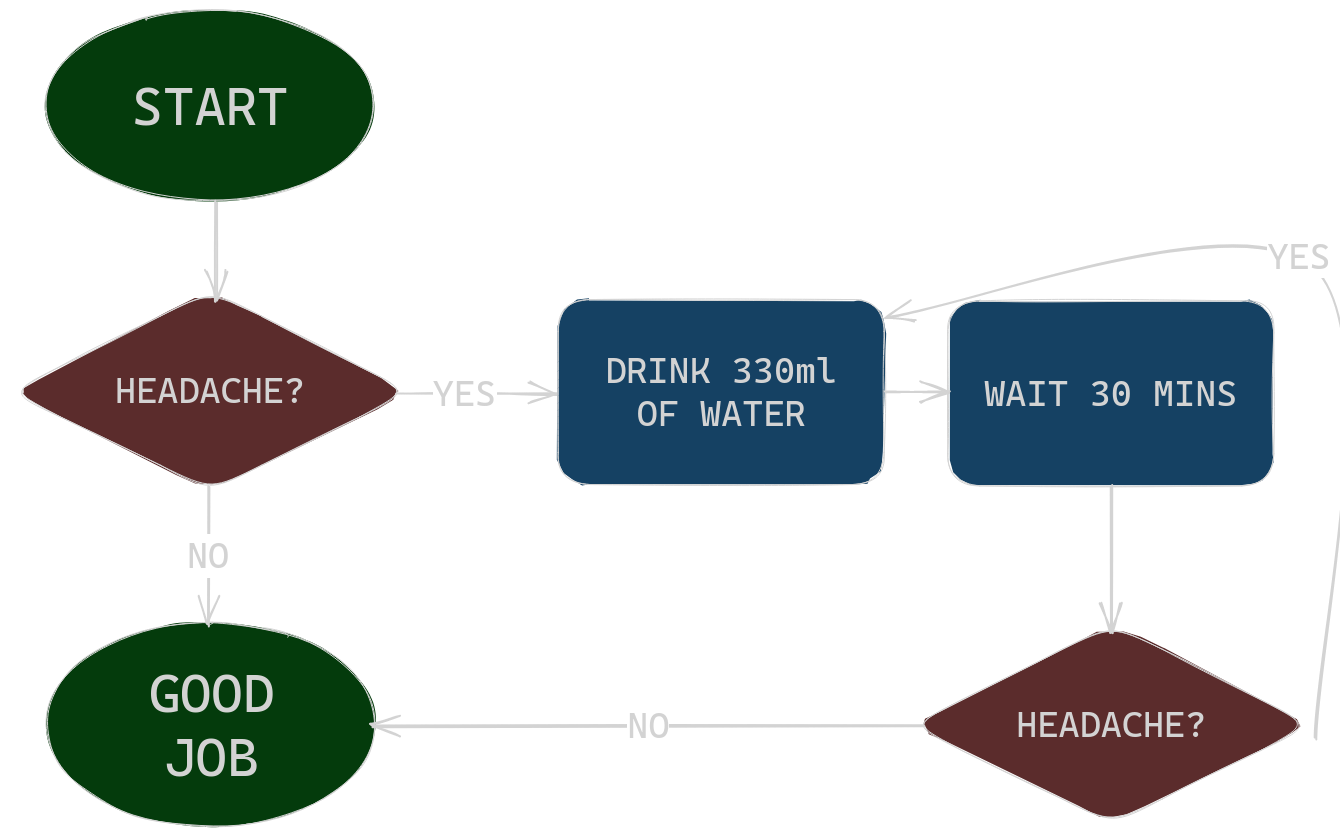 START
YES
HEADACHE?
YES
DRINK 330ml
OF WATER
WAIT 30 MINS
NO
GOOD
JOB
NO
HEADACHE?